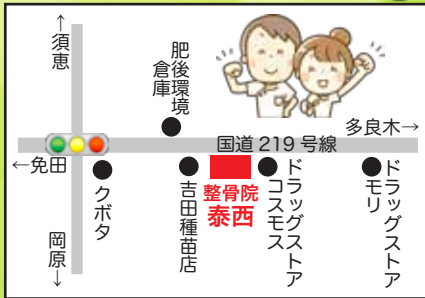 ↑須恵
肥後環境
倉庫
国道219号線
多良木→
←免田
クボタ
吉田種苗店
整骨院
泰西
ドラッグストア
コスモス
ドラッグストア
モリ
岡原↓